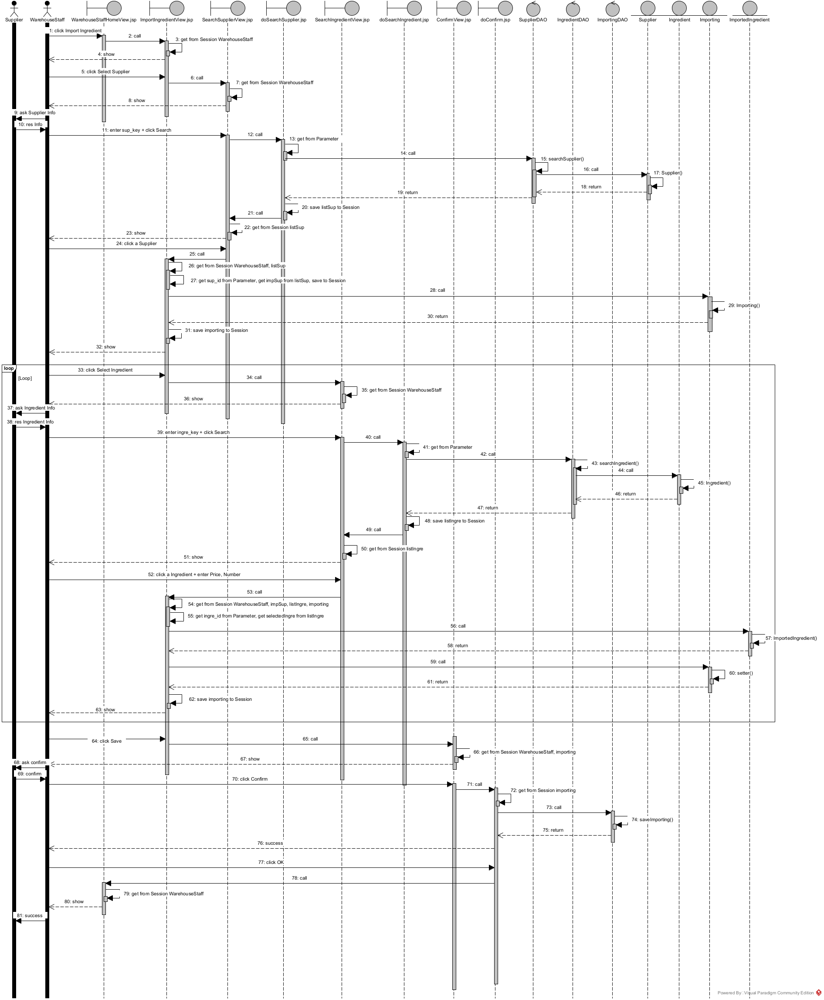 Supplier
WarehouseStaff
WarehouseStaffHomeView.jsp
ImportIngredientView.jsp
SearchSupplierView.jsp
doSearchSupplier.jsp
SearchIngredientView.jsp
doSearchIngredient.jsp
ConfirmView.jsp
doConfirm.jsp
SupplierDAO
IngredientDAO
ImportingDAO
Supplier
Ingredient
Importing
ImportedIngredient
1: click Import Ingredient
2: call
3: get from Session WarehouseStaff
4: show
5: click Select Supplier
6: call
7: get from Session WarehouseStaff
8: show
9: ask Supplier Info
10: res Info
11: enter sup_key + click Search
12: call
13: get from Parameter
14: call
15: searchSupplier()
16: call
17: Supplier()
18: return
19: return
20: save listSup to Session
21: call
22: get from Session listSup
23: show
24: click a Supplier
25: call
26: get from Session WarehouseStaff, listSup
27: get sup_id from Parameter, get impSup from listSup, save to Session
28: call
29: Importing()
30: return
31: save importing to Session
32: show
loop
[Loop]
33: click Select Ingredient
34: call
35: get from Session WarehouseStaff
36: show
37: ask Ingredient Info
38: res Ingredient Info
39: enter ingre_key + click Search
40: call
41: get from Parameter
42: call
43: searchIngredient()
44: call
45: Ingredient()
46: return
47: return
48: save listIngre to Session
49: call
50: get from Session listIngre
51: show
52: click a Ingredient + enter Price, Number
53: call
54: get from Session WarehouseStaff, impSup, listIngre, importing
55: get ingre_id from Parameter, get selectedIngre from listIngre
56: call
57: ImportedIngredient()
58: return
59: call
60: setter()
61: return
62: save importing to Session
63: show
64: click Save
65: call
66: get from Session WarehouseStaff, importing
67: show
68: ask confirm
69: confirm
70: click Confirm
71: call
72: get from Session importing
73: call
74: saveImporting()
75: return
76: success
77: click OK
78: call
79: get from Session WarehouseStaff
80: show
81: success
Powered By Visual Paradigm Community Edition